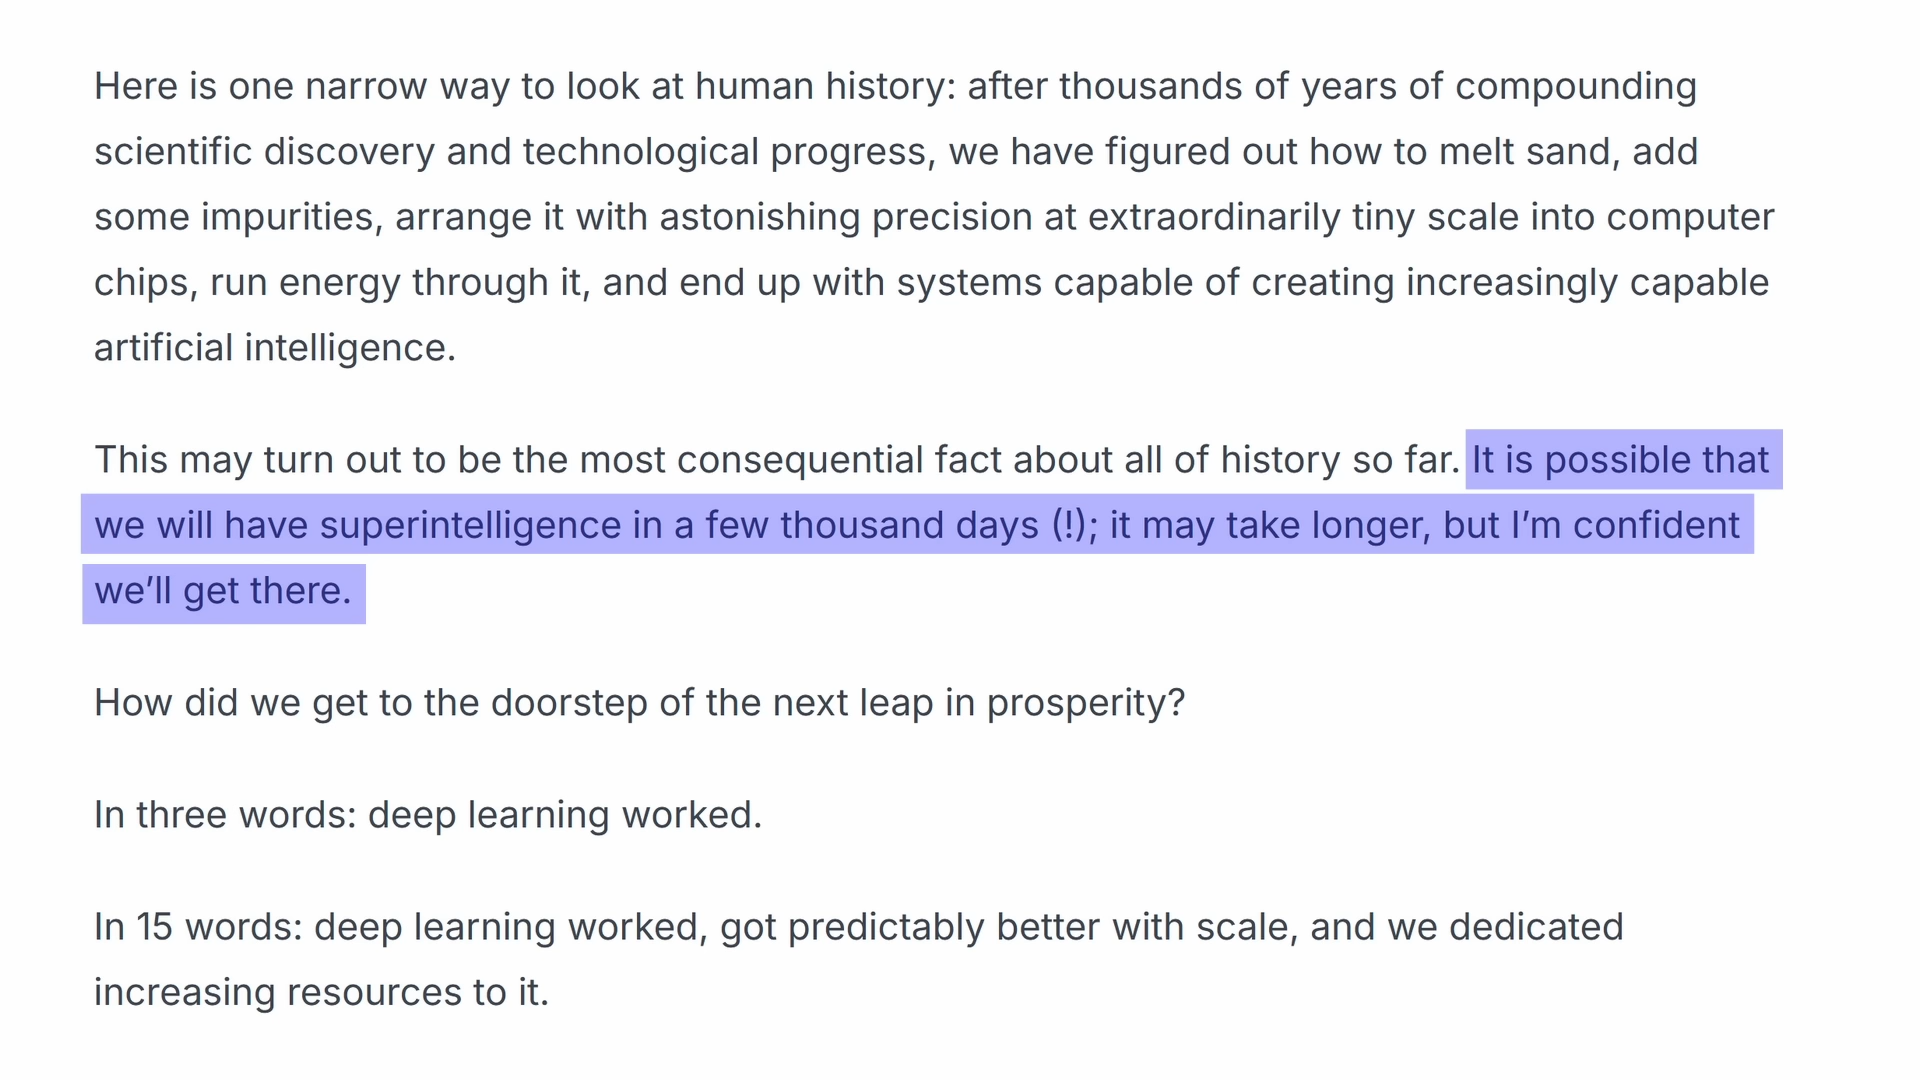 Here is one narrow way to look at human history: after thousands of years of compounding
scientific discovery and technological progress, we have figured out how to melt sand, add
some impurities, arrange it with astonishing precision at extraordinarily tiny scale into computer
chips, run energy through it, and end up with systems capable of creating increasingly capable
artificial intelligence.
This may turn out to be the most consequential fact about all of history so far. It is possible that
we will have superintelligence in a few thousand days (!); it may take longer, but I’m confident
we’ll get there.
How did we get to the doorstep of the next leap in prosperity?
In three words: deep learning worked.
In 15 words: deep learning worked, got predictably better with scale, and we dedicated
increasing resources to it.